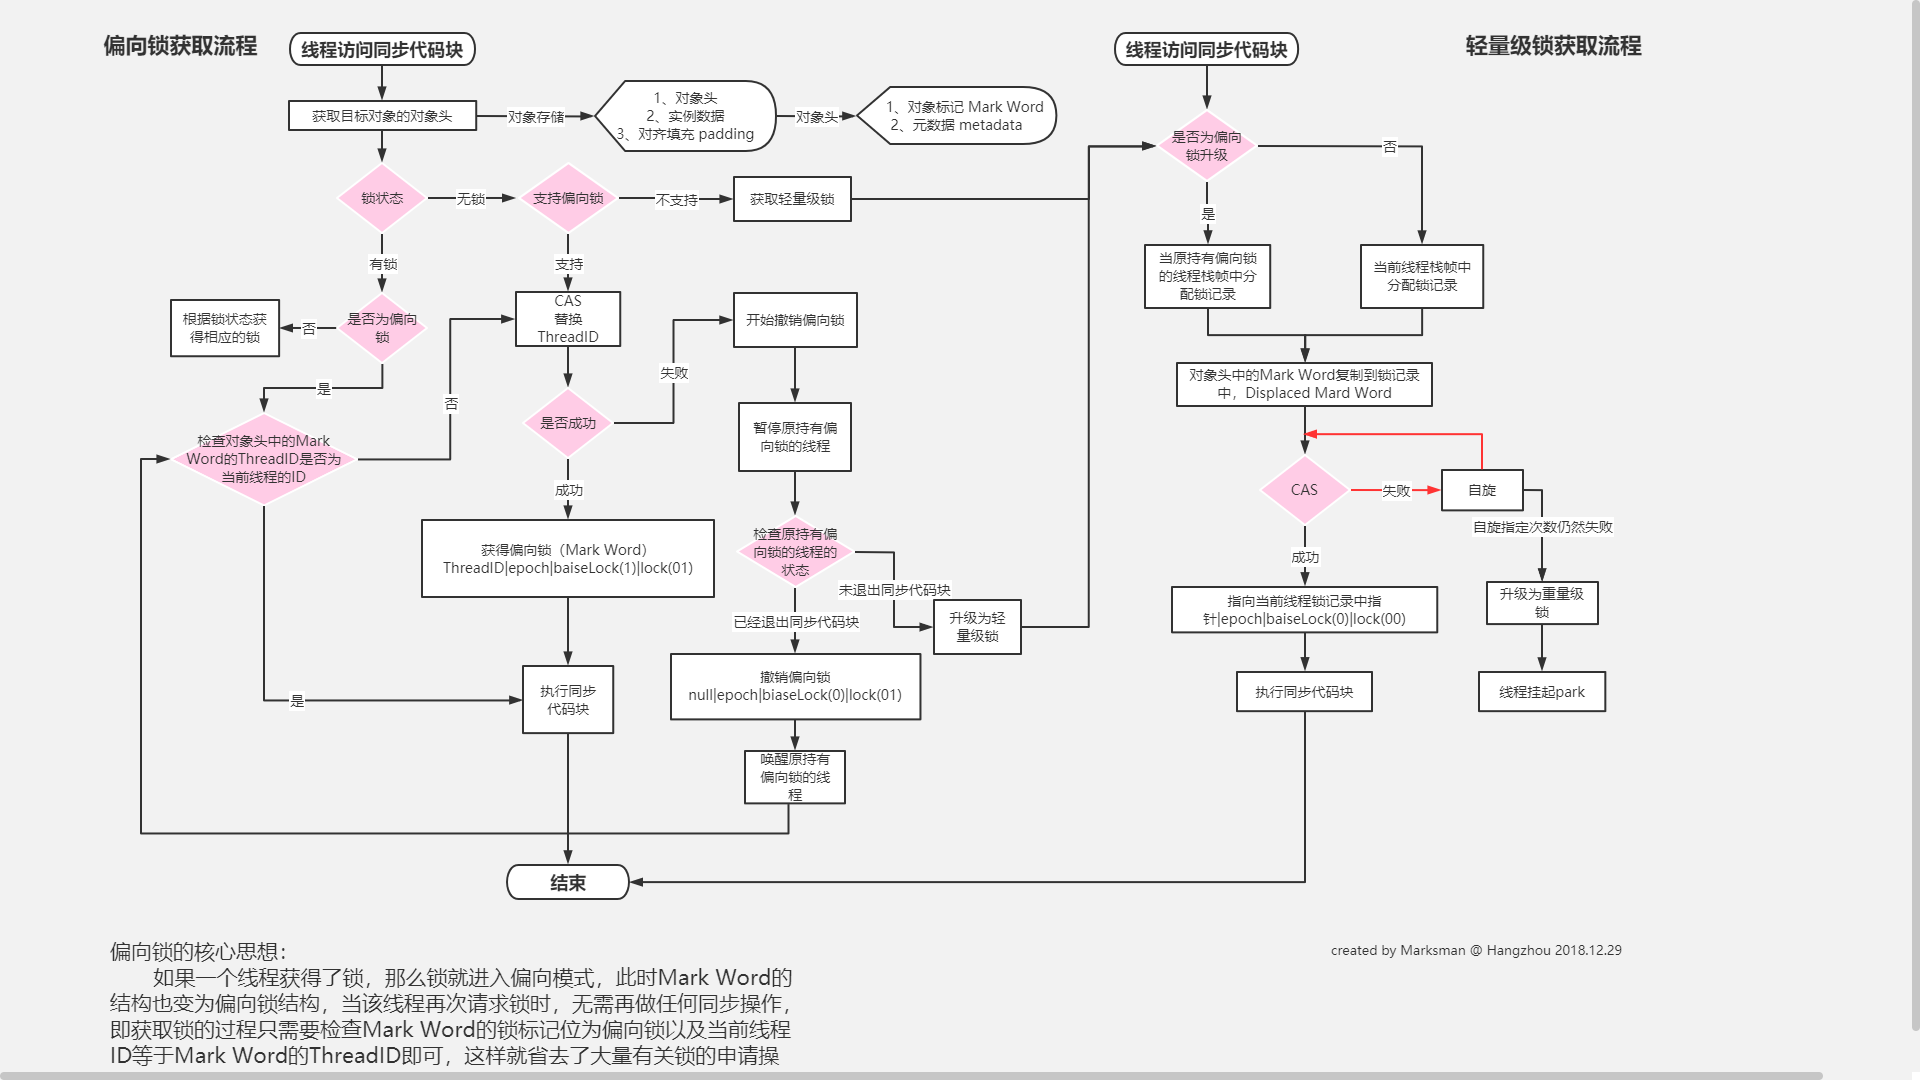 偏向锁获取流程
线程访问同步代码块
获取目标对象的对象头
对象存储
1、对象头
2、实例数据
3、对齐填充 padding
对象头
1、对象标记 Mark Word
2、元数据 metadata
锁状态
无锁
支持偏向锁
不支持
获取轻量级锁
有锁
支持
根据锁状态获
得相应的锁
否
是否为偏向
锁
CAS
替换
ThreadID
开始撤销偏向锁
是
否
失败
是否成功
检查对象头中的Mark
Word的ThreadID是否为
当前线程的ID
暂停原持有偏
向锁的线程
成功
获得偏向锁（Mark Word）
ThreadID|epoch|baiseLock(1)|lock(01)
检查原持有偏
向锁的线程的
状态
未退出同步代码块
已经退出同步代码块
升级为轻
量级锁
撤销偏向锁
null|epoch|biaseLock(0)|lock(01)
是
执行同步
代码块
唤醒原持有
偏向锁的线
程
结束
轻量级锁获取流程
线程访问同步代码块
是否为偏向
锁升级
否
是
当原持有偏向锁
的线程栈帧中分
配锁记录
当前线程栈帧中
分配锁记录
对象头中的Mark Word复制到锁记录
中，Displaced Mard Word
CAS
失败
自旋
自旋指定次数仍然失败
成功
指向当前线程锁记录中指
针|epoch|baiseLock(0)|lock(00)
升级为重量级
锁
执行同步代码块
线程挂起park
偏向锁的核心思想：
如果一个线程获得了锁，那么锁就进入偏向模式，此时Mark Word的
结构也变为偏向锁结构，当该线程再次请求锁时，无需再做任何同步操作，
即获取锁的过程只需要检查Mark Word的锁标记位为偏向锁以及当前线程
ID等于Mark Word的ThreadID即可，这样就省去了大量有关锁的申请操
created by Marksman @ Hangzhou 2018.12.29